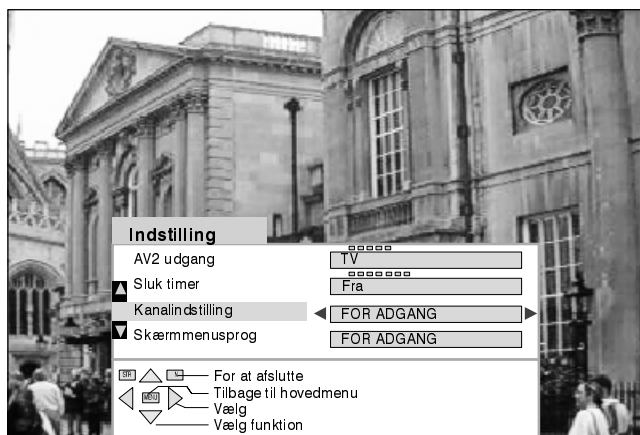 Indstilling
AV2 udgang TV
Sluk timer Fra
Kanalindstilling FOR ADGANG
Skærmmenusprog FOR ADGANG
STR N For at afslutte
MENU Tilbage til hovedmenu
Vælg
Vælg funktion